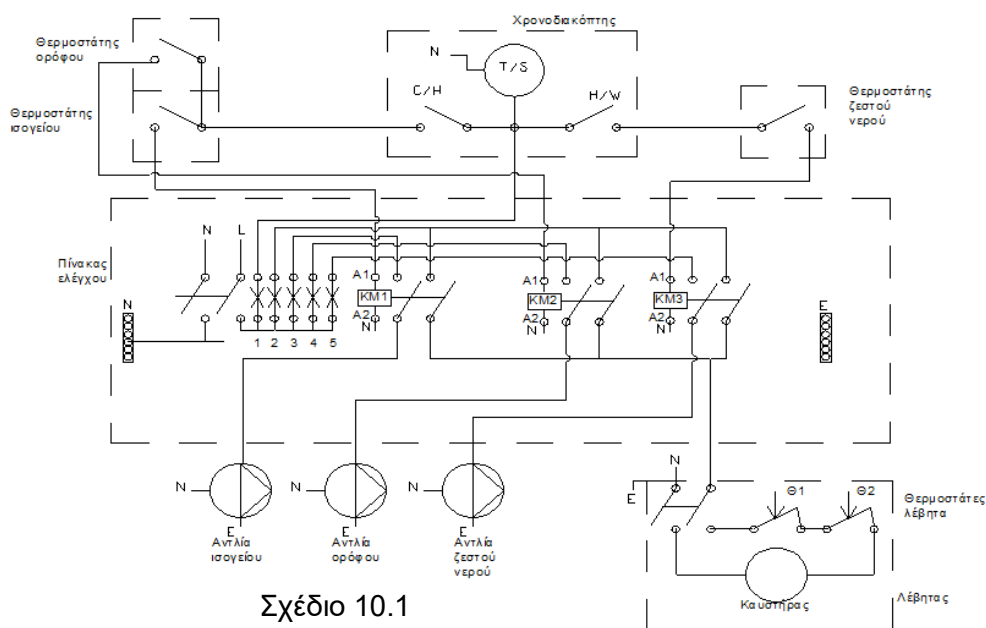 Χρονοδιακόπτης
Θερμοστάτης
ορόφου
N
T/S
C/H
H/W
Θερμοστάτης
ισογείου
Θερμοστάτης
ζεστού
νερού
Πίνακας
ελέγχου
N
L
N
A1
KM1
A2
N
A1
KM2
A2
N
A1
KM3
A2
N
E
1 2 3 4 5
N
E
Αντλία
ισογείου
N
E
Αντλία
ορόφου
N
E
Αντλία
ζεστού
νερού
N
E
Θ1
Θ2
Θερμοστάτες
λέβητα
Καυστήρας
Λέβητας
Σχέδιο 10.1